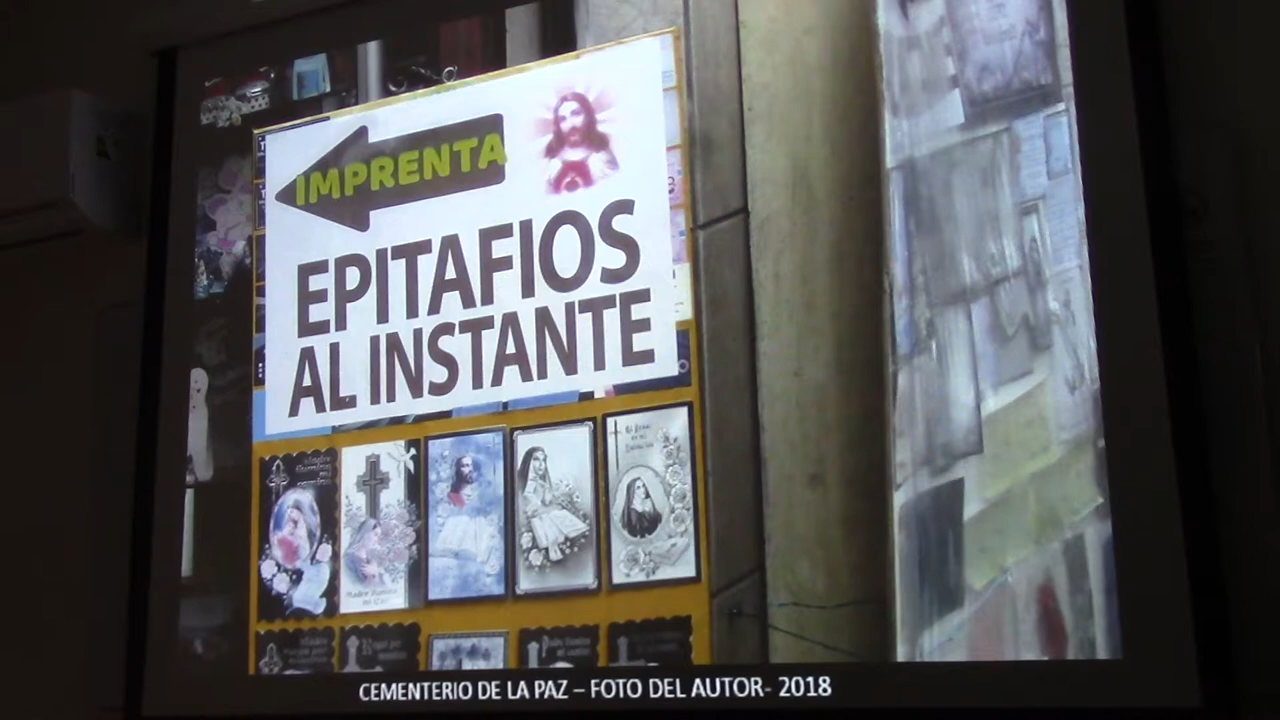 IMPRENTA
EPITAFIOS
AL INSTANTE
CEMENTERIO DE LA PAZ – FOTO DEL AUTOR- 2018